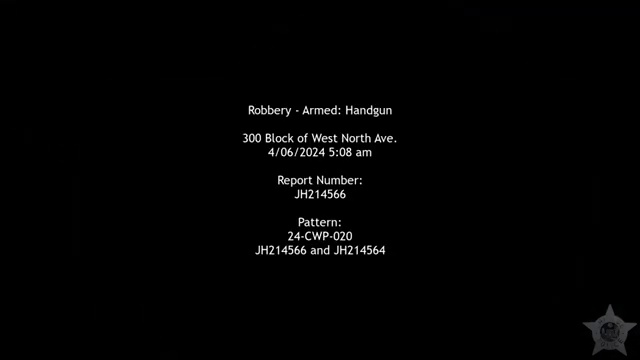 Robbery - Armed: Handgun
300 Block of West North Ave.
4/06/2024 5:08 am
Report Number:
JH214566
Pattern:
24-CWP-020
JH214566 and JH214564